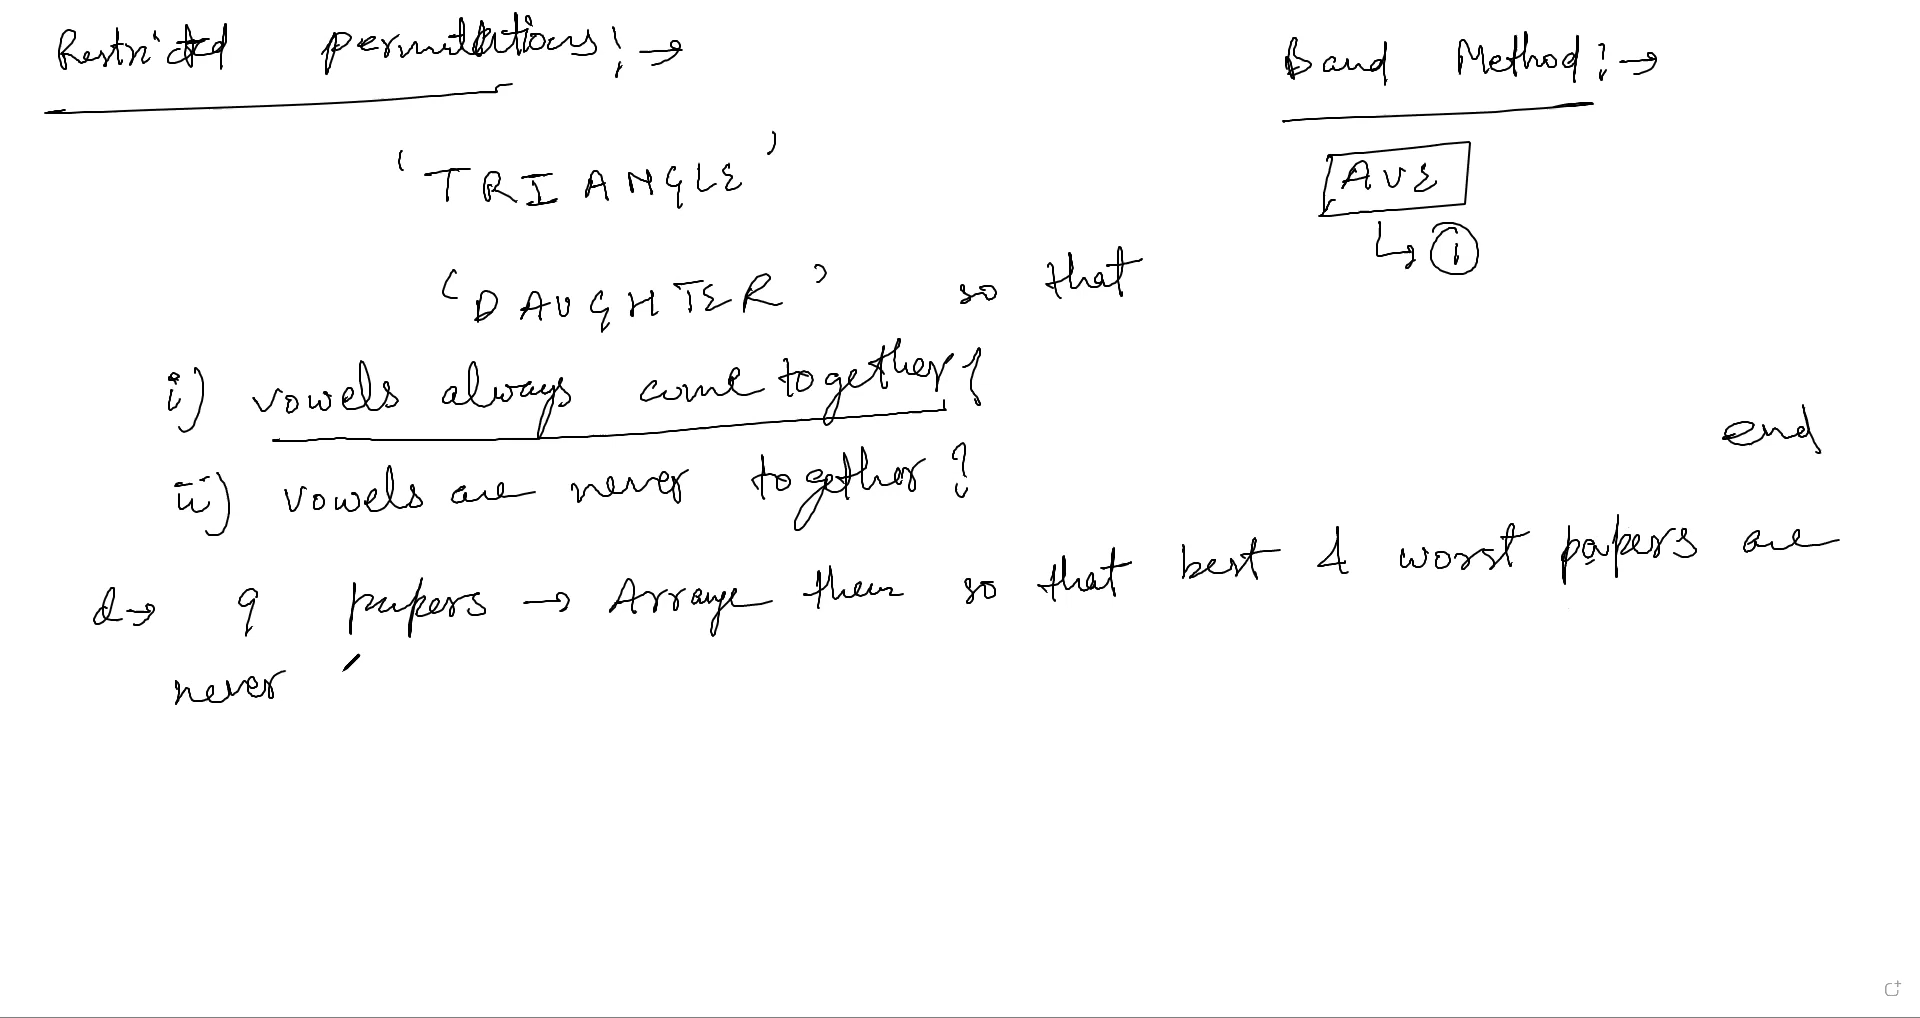 Restricted permutations:→
Band Method:→
'TRIANGLE'
AUE
↳ 1
'DAUGHTER' so that
i) vowels always come together?
end
ii) vowels are never together?
Q→ 9 papers → Arrange them so that best & worst papers are
never